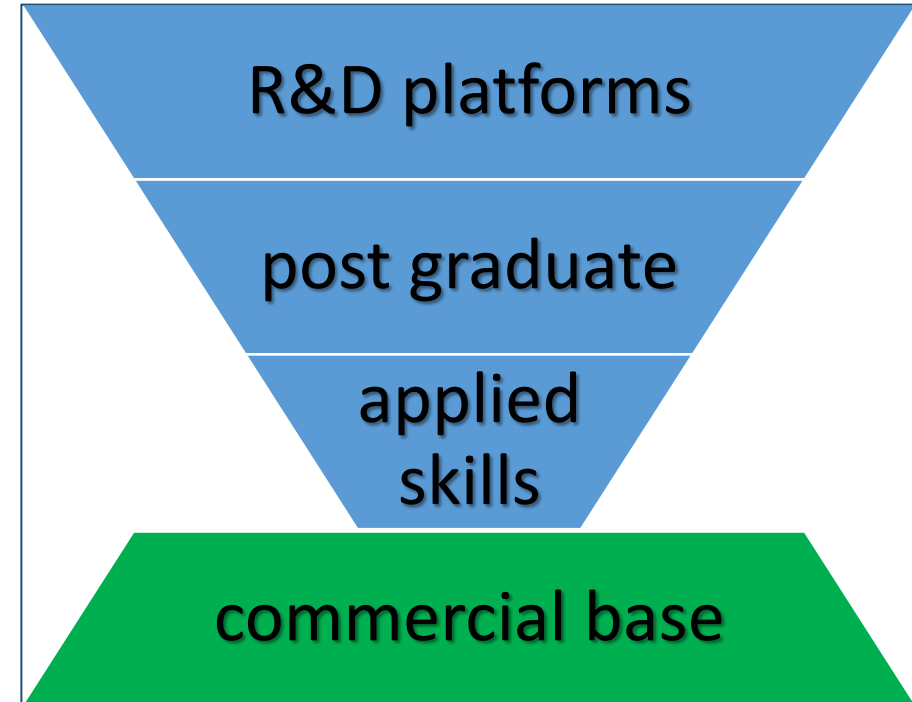 R&D platforms
post graduate
applied
skills
commercial base